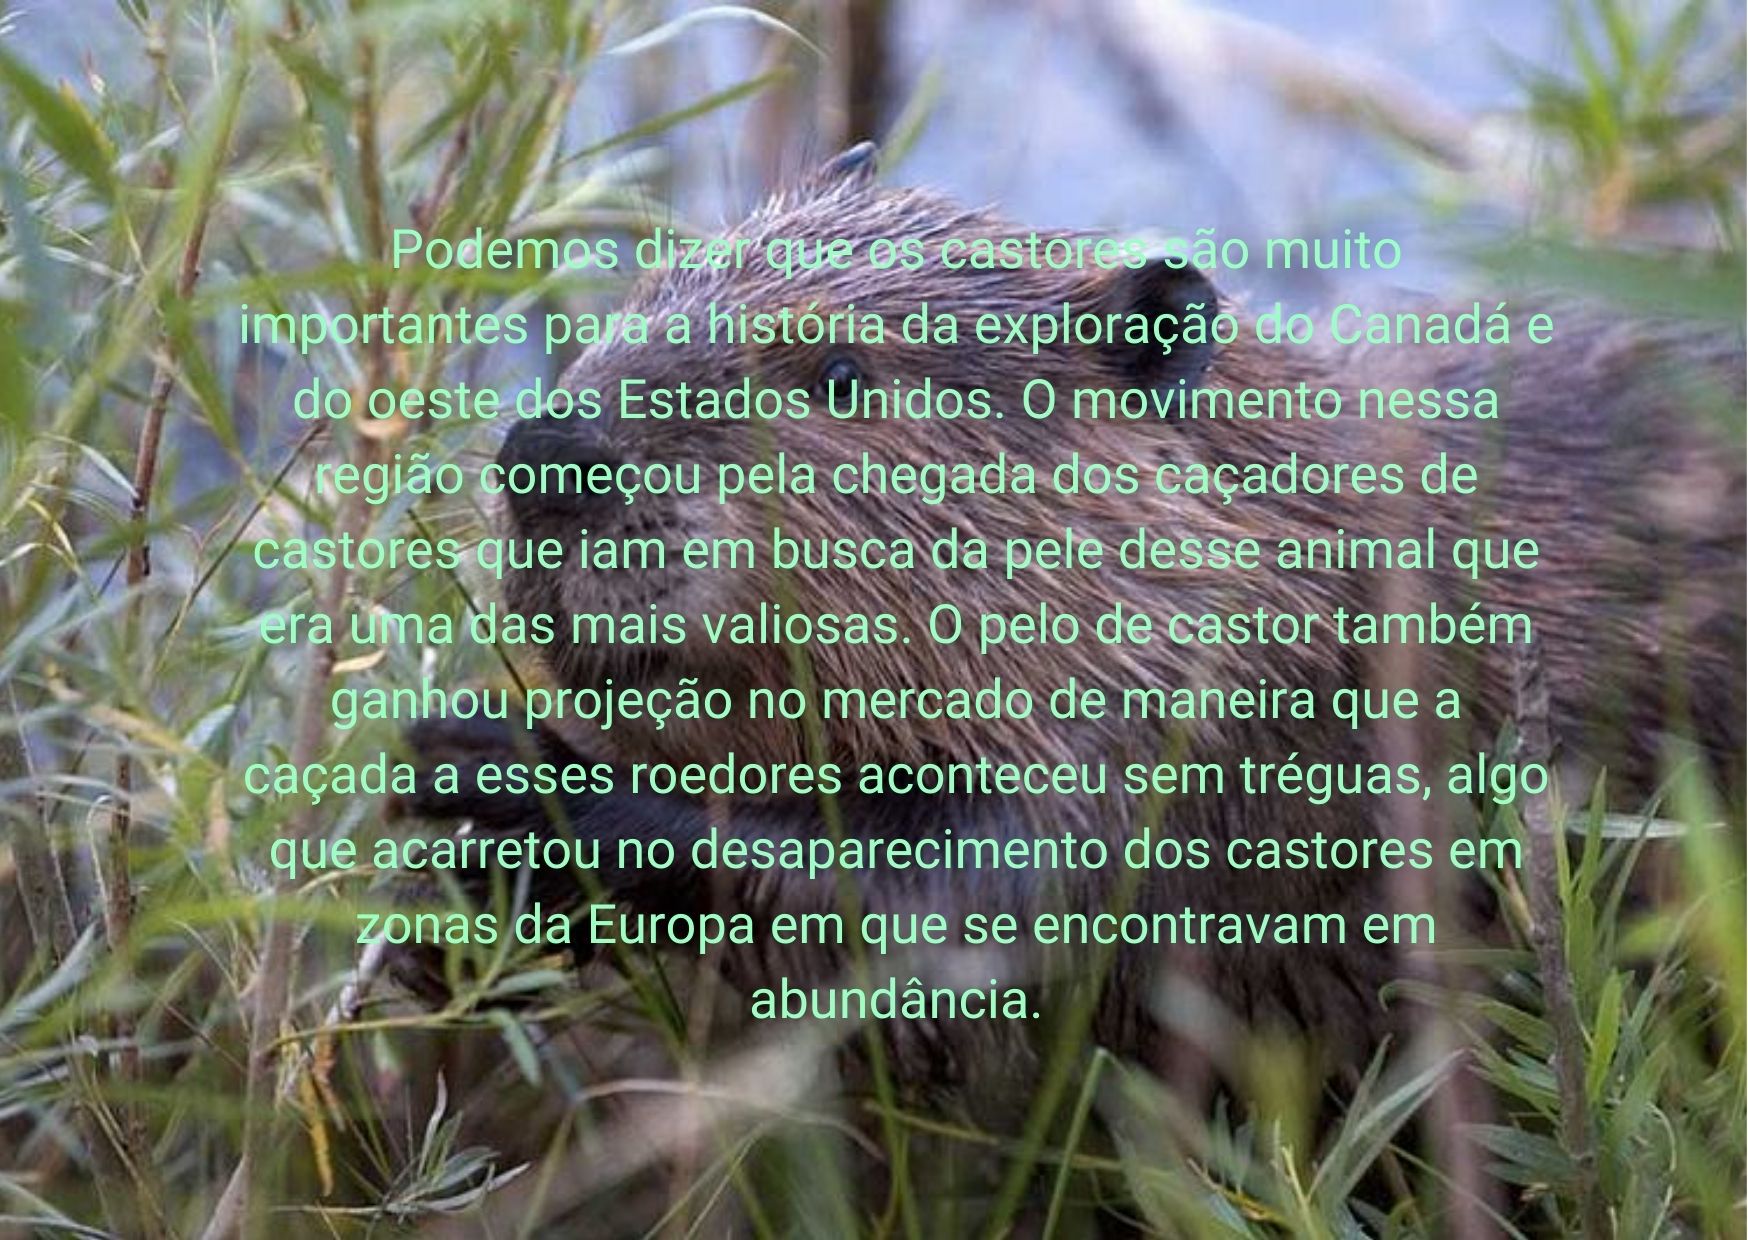 Podemos dizer que os castores são muito
importantes para a história da exploração do Canadá e
do oeste dos Estados Unidos. O movimento nessa
região começou pela chegada dos caçadores de
castores que iam em busca da pele desse animal que
era uma das mais valiosas. O pelo de castor também
ganhou projeção no mercado de maneira que a
caçada a esses roedores aconteceu sem tréguas, algo
que acarretou no desaparecimento dos castores em
zonas da Europa em que se encontravam em
abundância.